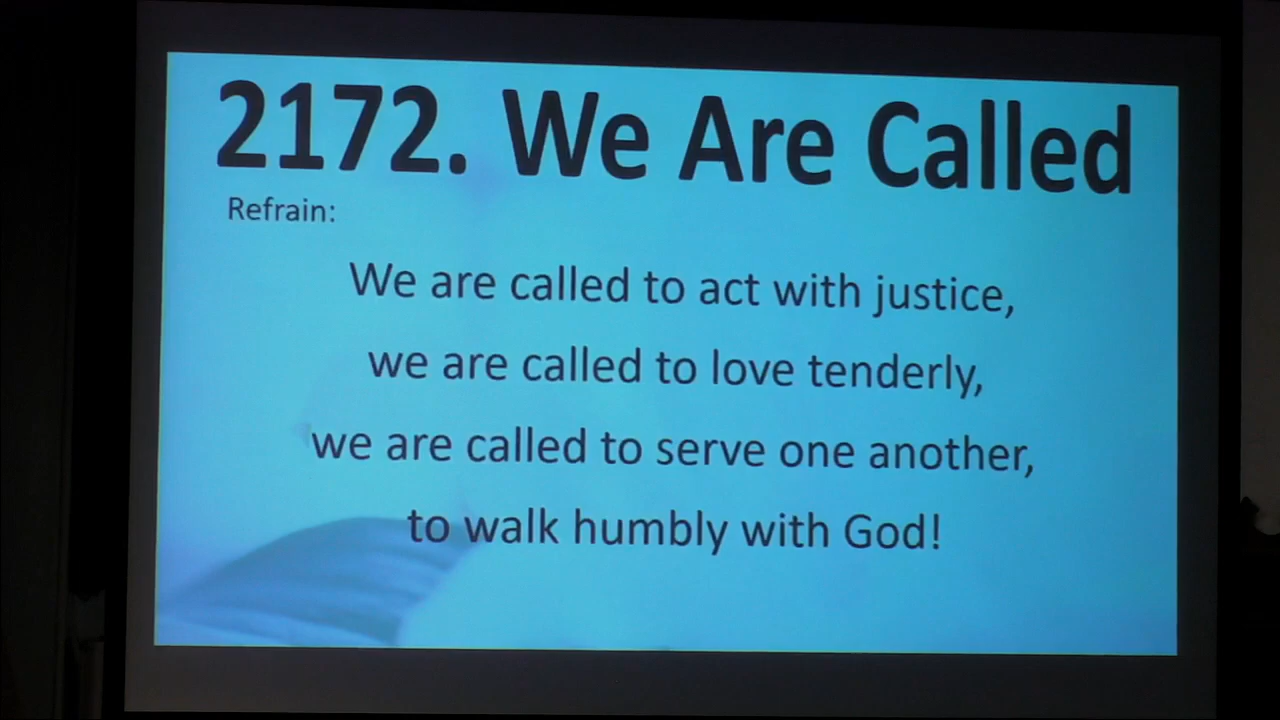 2172. We Are Called
Refrain:
We are called to act with justice,
we are called to love tenderly,
we are called to serve one another,
to walk humbly with God!